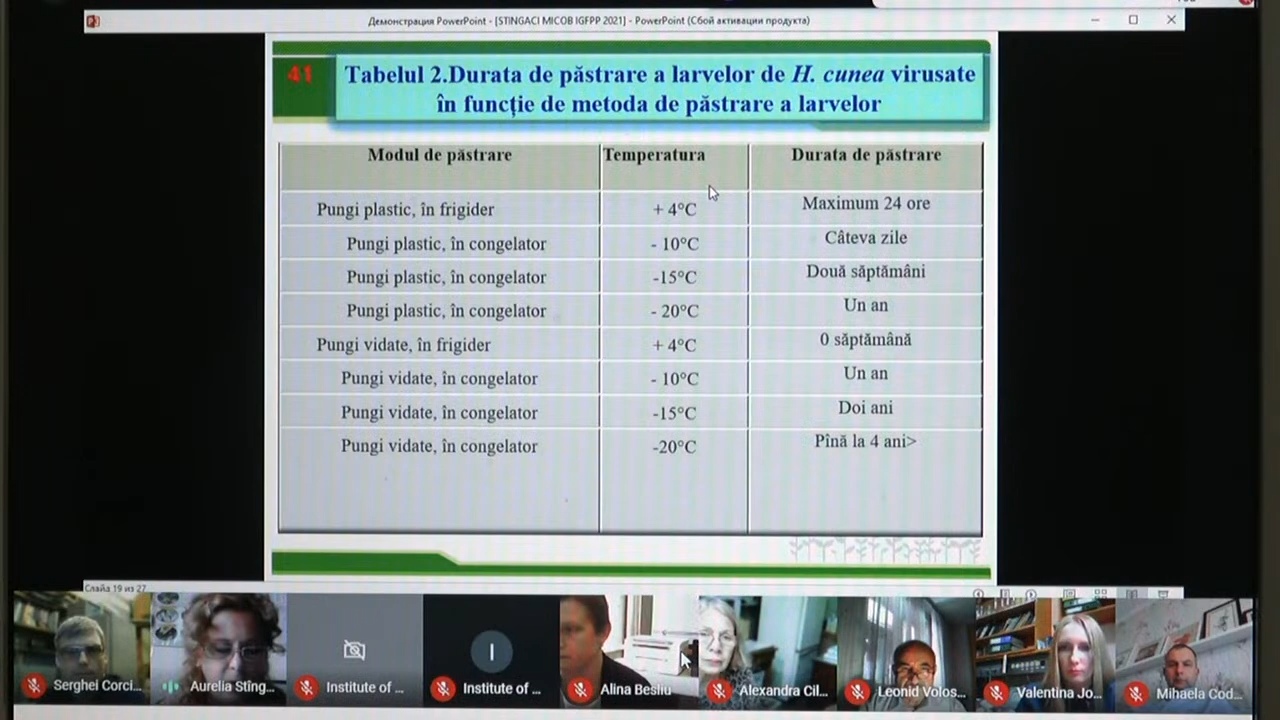 Демонстрация PowerPoint - [STINGACI MICOB IGFPP 2021] - PowerPoint (Сбой активации продукта)
41
Tabelul 2.Durata de păstrare a larvelor de H. cunea virusate
în funcție de metoda de păstrare a larvelor
Modul de păstrare Temperatura Durata de păstrare
Pungi plastic, în frigider + 4°C Maximum 24 ore
Pungi plastic, în congelator - 10°C Câteva zile
Pungi plastic, în congelator -15°C Două săptămâni
Pungi plastic, în congelator - 20°C Un an
Pungi vidate, în frigider + 4°C 0 săptămână
Pungi vidate, în congelator - 10°C Un an
Pungi vidate, în congelator -15°C Doi ani
Pungi vidate, în congelator -20°C Pînă la 4 ani>
Слайд 19 из 27
I
Serghei Corci... Aurelia Stîng... Institute of ... Institute of ... Alina Besliu Alexandra Cil... Leonid Volos... Valentina Jo... Mihaela Cod...